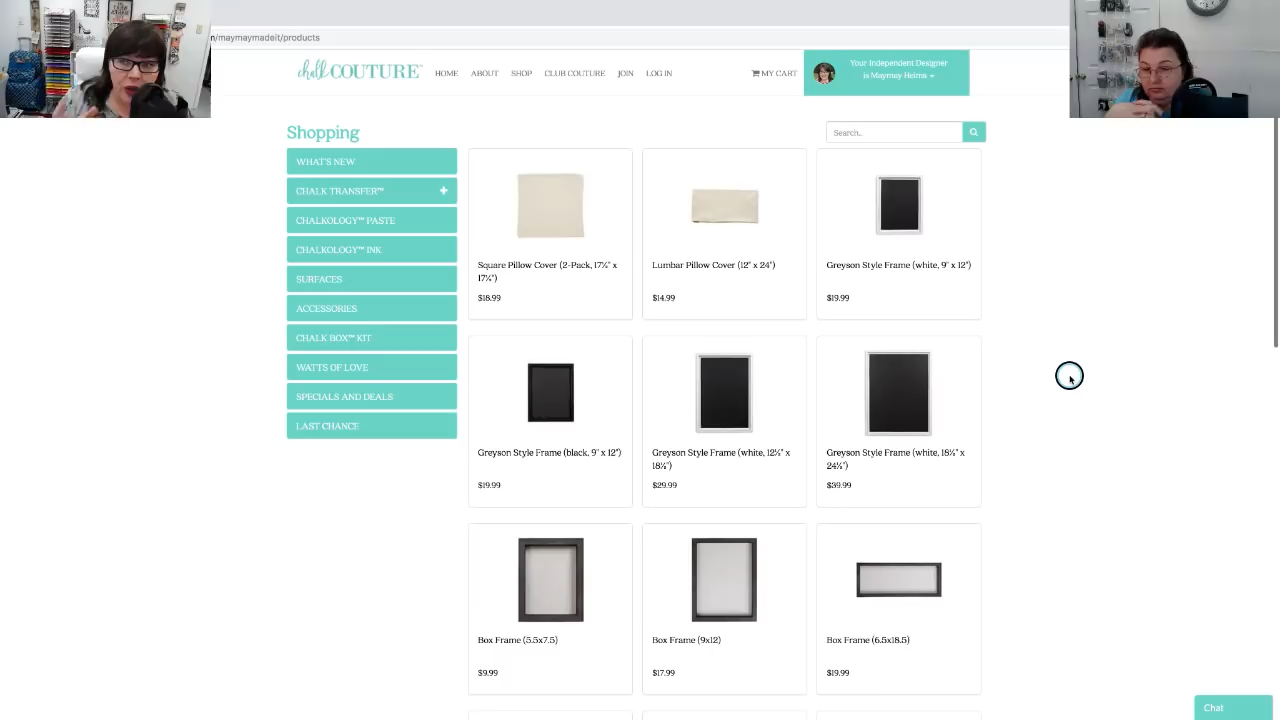 n/maymaymadeit/products
chalk COUTURE™
HOME ABOUT SHOP CLUB COUTURE JOIN LOG IN
MY CART
Your Independent Designer
is Maymay Helms
Shopping
Search..
WHAT'S NEW
CHALK TRANSFER™ +
CHALKOLOGY™ PASTE
CHALKOLOGY™ INK
SURFACES
ACCESSORIES
CHALK BOX™ KIT
WATTS OF LOVE
SPECIALS AND DEALS
LAST CHANCE
Square Pillow Cover (2-Pack, 17¾" x
17¾")
$18.99
Lumbar Pillow Cover (12" x 24")
$14.99
Greyson Style Frame (white, 9" x 12")
$19.99
Greyson Style Frame (black, 9" x 12")
$19.99
Greyson Style Frame (white, 12½" x
18½")
$29.99
Greyson Style Frame (white, 18½" x
24½")
$39.99
Box Frame (5.5x7.5)
$9.99
Box Frame (9x12)
$17.99
Box Frame (6.5x18.5)
$19.99
Chat